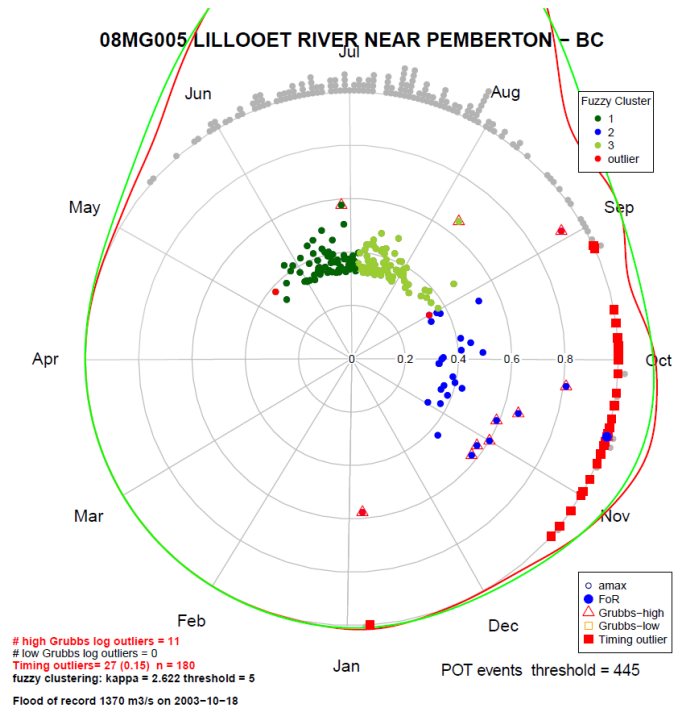 08MG005 LILLOOET RIVER NEAR PEMBERTON − BC
Jul
Jun
Aug
Fuzzy Cluster
1
2
3
outlier
May
Sep
Apr
0
0.2
0.4
0.6
0.8
Oct
Mar
Nov
Feb
Dec
Jan
amax
FoR
Grubbs−high
Grubbs−low
Timing outlier
# high Grubbs log outliers = 11
# low Grubbs log outliers = 0
Timing outliers= 27 (0.15)  n = 180
fuzzy clustering: kappa = 2.622 threshold = 5
Flood of record 1370 m3/s on 2003−10−18
POT events  threshold = 445